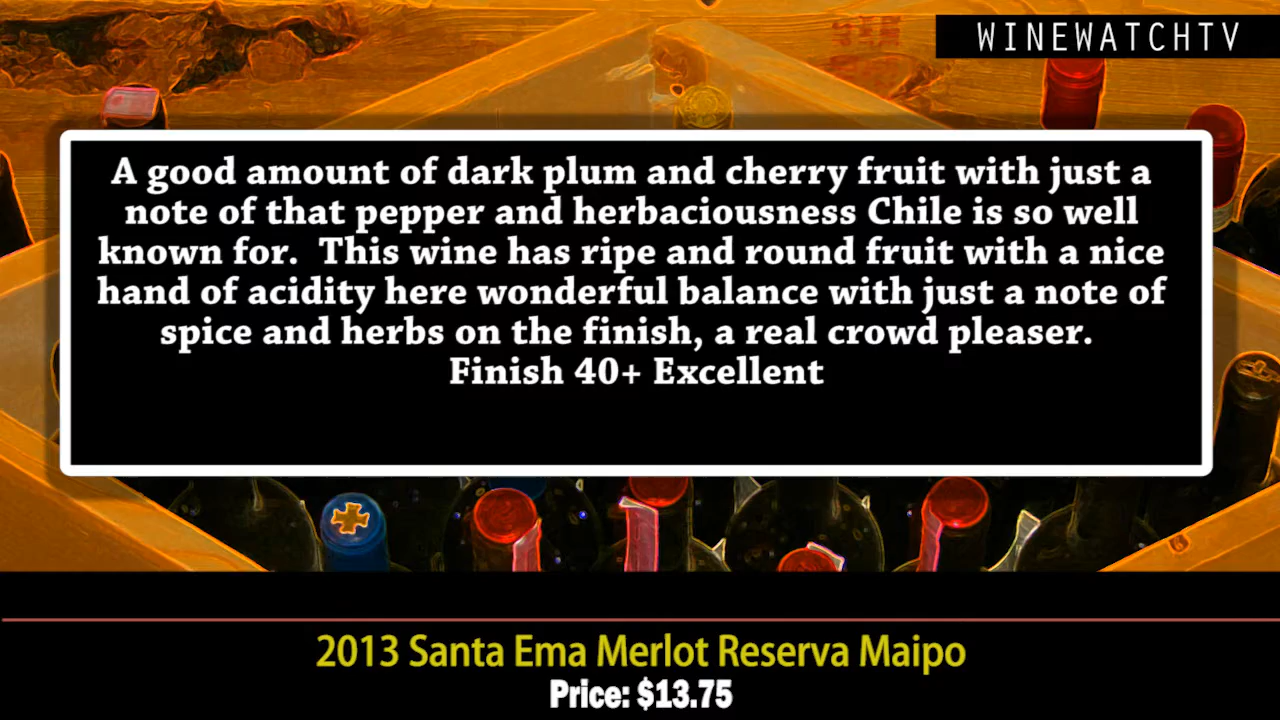 WINEWATCHTV
A good amount of dark plum and cherry fruit with just a
note of that pepper and herbaciousness Chile is so well
known for.  This wine has ripe and round fruit with a nice
hand of acidity here wonderful balance with just a note of
spice and herbs on the finish, a real crowd pleaser.
Finish 40+ Excellent
2013 Santa Ema Merlot Reserva Maipo
Price: $13.75